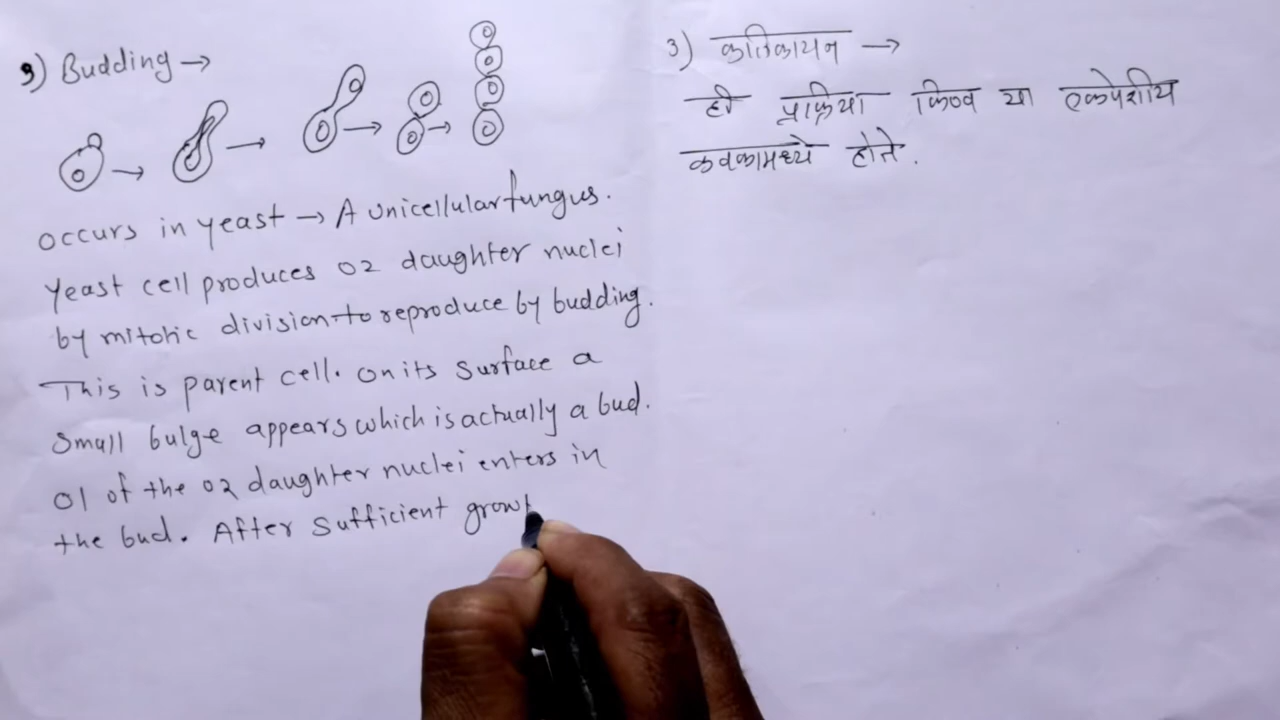 3) Budding →
occurs in yeast → A unicellular fungus.
Yeast cell produces 02 daughter nuclei
by mitotic division to reproduce by budding.
This is parent cell. on its surface a
small bulge appears which is actually a bud.
01 of the 02 daughter nuclei enters in
the bud. After sufficient growt
3) कलिकायन →
ही प्रक्रिया किण्व या एकपेशीय
कवकामध्ये होते.